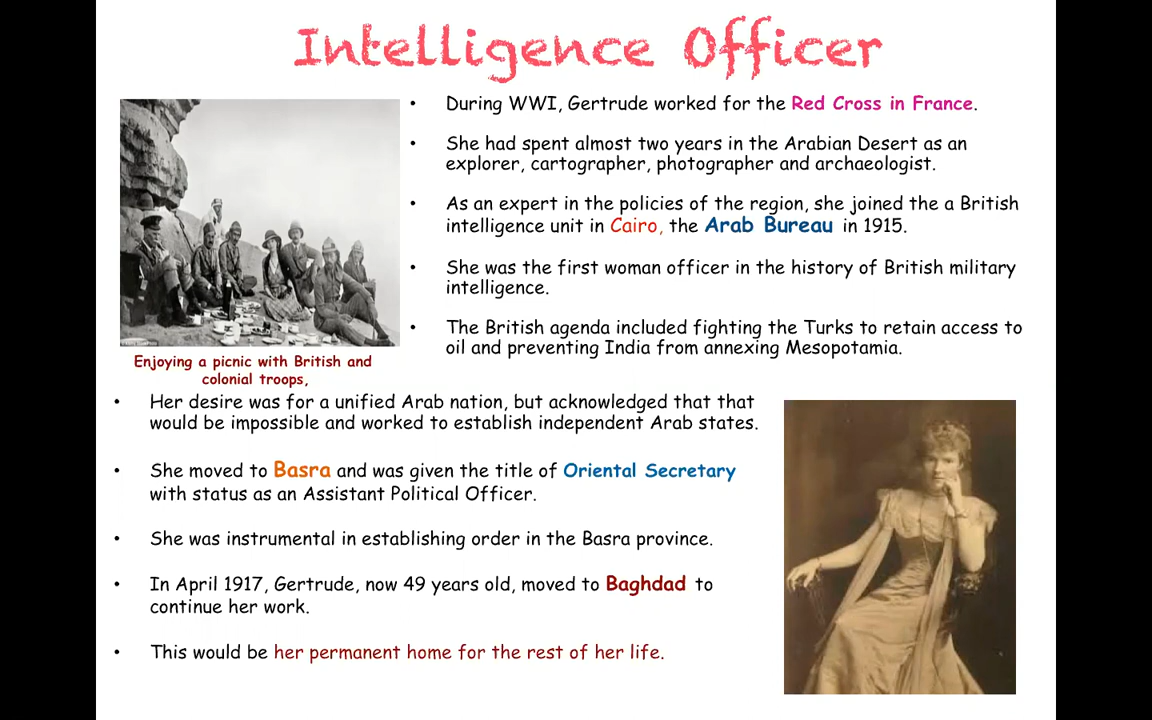 Intelligence Officer
• During WWI, Gertrude worked for the Red Cross in France.
• She had spent almost two years in the Arabian Desert as an
explorer, cartographer, photographer and archaeologist.
• As an expert in the policies of the region, she joined the a British
intelligence unit in Cairo, the Arab Bureau in 1915.
• She was the first woman officer in the history of British military
intelligence.
• The British agenda included fighting the Turks to retain access to
oil and preventing India from annexing Mesopotamia.
Enjoying a picnic with British and
colonial troops,
• Her desire was for a unified Arab nation, but acknowledged that that
would be impossible and worked to establish independent Arab states.
• She moved to Basra and was given the title of Oriental Secretary
with status as an Assistant Political Officer.
• She was instrumental in establishing order in the Basra province.
• In April 1917, Gertrude, now 49 years old, moved to Baghdad to
continue her work.
• This would be her permanent home for the rest of her life.